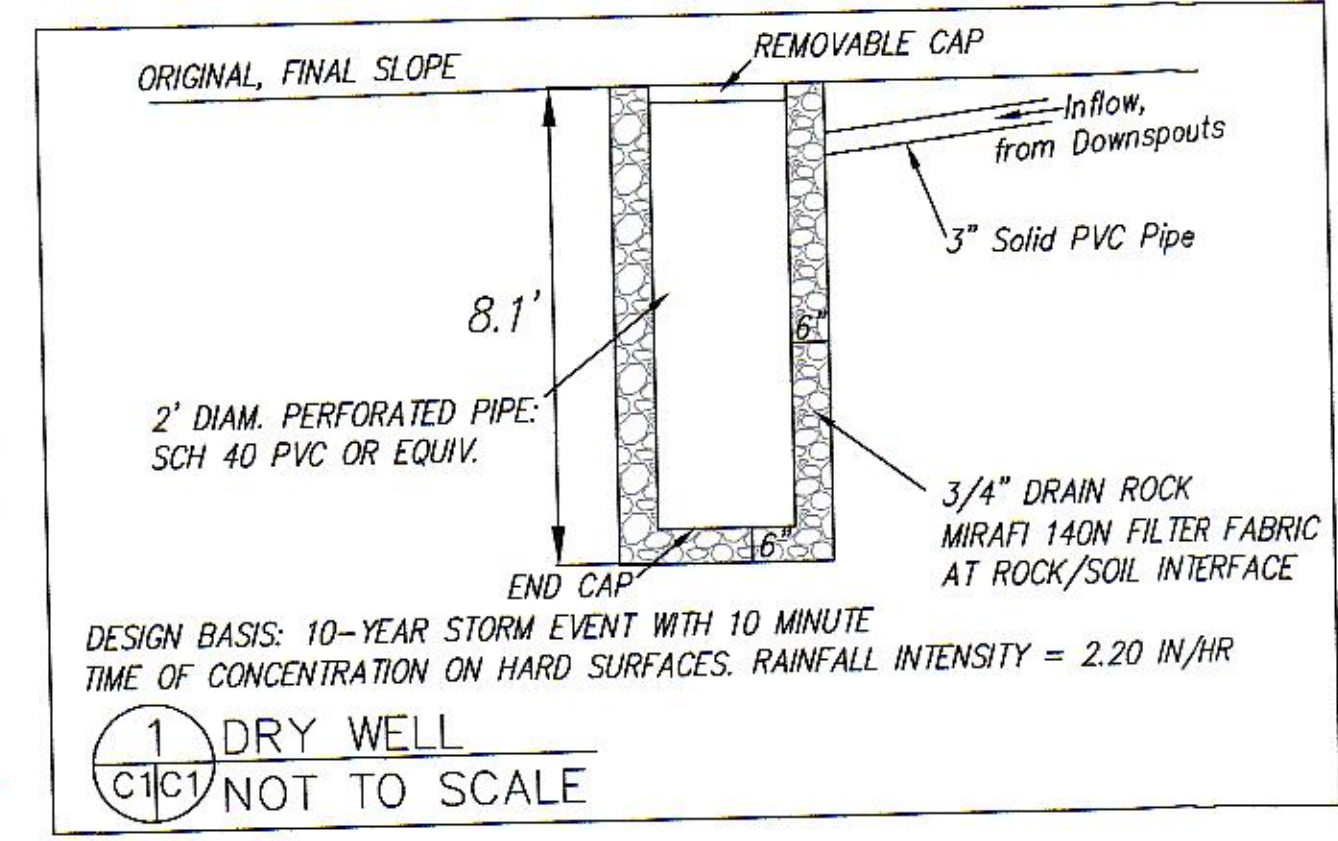 REMOVABLE CAP
ORIGINAL, FINAL SLOPE
Inflow,
from Downspouts
3" Solid PVC Pipe
8.1'
6"
2' DIAM. PERFORATED PIPE:
SCH 40 PVC OR EQUIV.
3/4" DRAIN ROCK
MIRAFI 140N FILTER FABRIC
AT ROCK/SOIL INTERFACE
6"
END CAP
DESIGN BASIS: 10-YEAR STORM EVENT WITH 10 MINUTE
TIME OF CONCENTRATION ON HARD SURFACES. RAINFALL INTENSITY = 2.20 IN/HR
1 DRY WELL
C1 C1 NOT TO SCALE